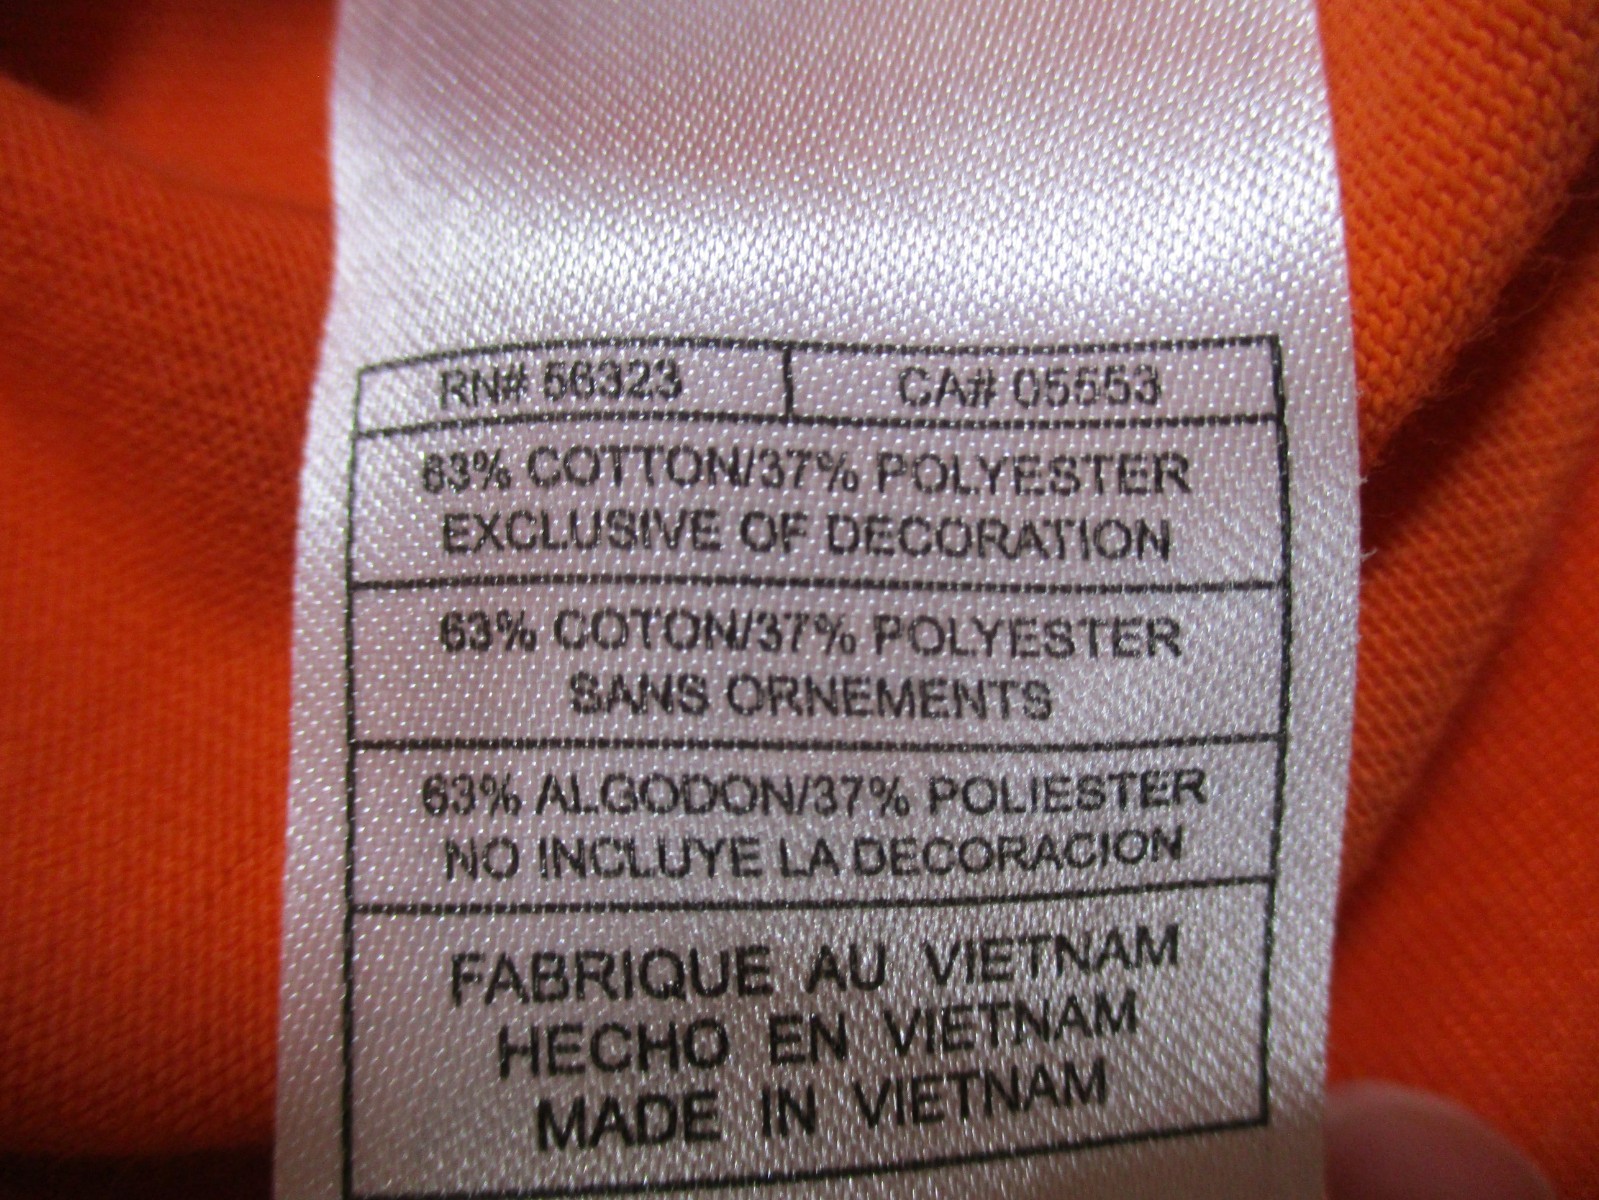 RN# 56323 CA# 05553
63% COTTON/37% POLYESTER
EXCLUSIVE OF DECORATION
63% COTON/37% POLYESTER
SANS ORNEMENTS
63% ALGODON/37% POLIESTER
NO INCLUYE LA DECORACION
FABRIQUE AU VIETNAM
HECHO EN VIETNAM
MADE IN VIETNAM